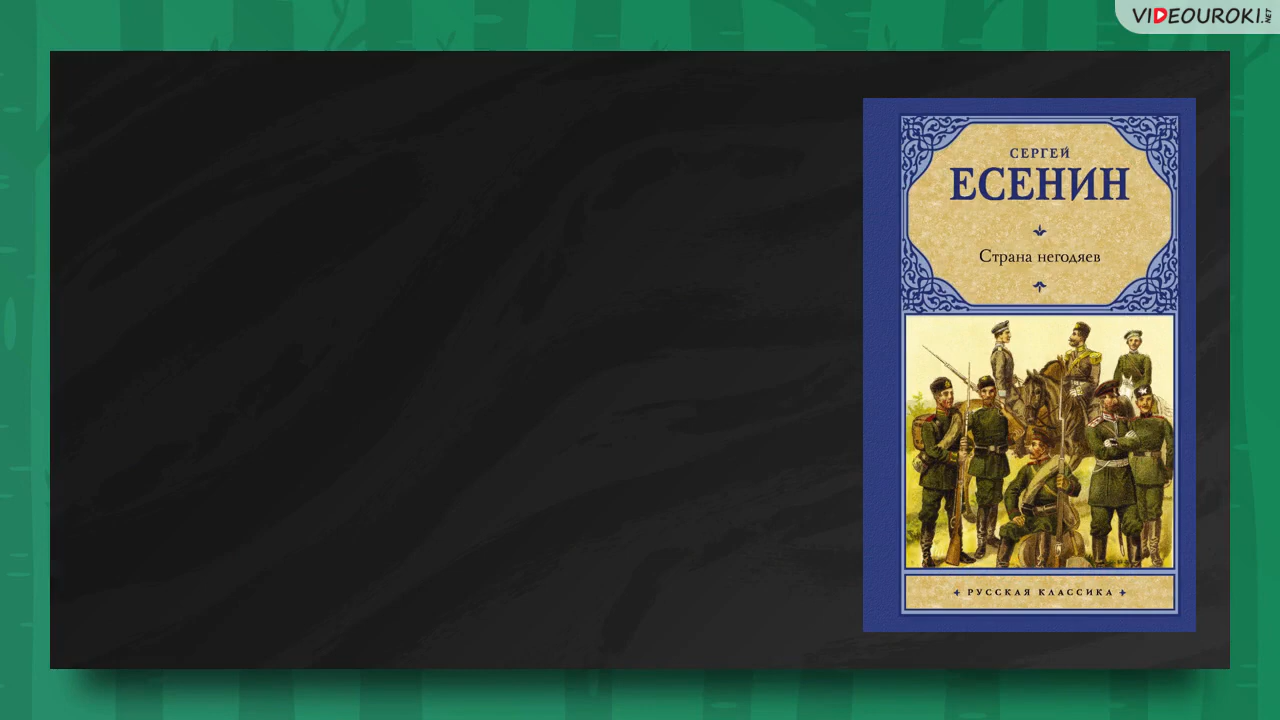 VIDEOUROKI.NET
СЕРГЕЙ
ЕСЕНИН
Страна негодяев
РУССКАЯ КЛАССИКА